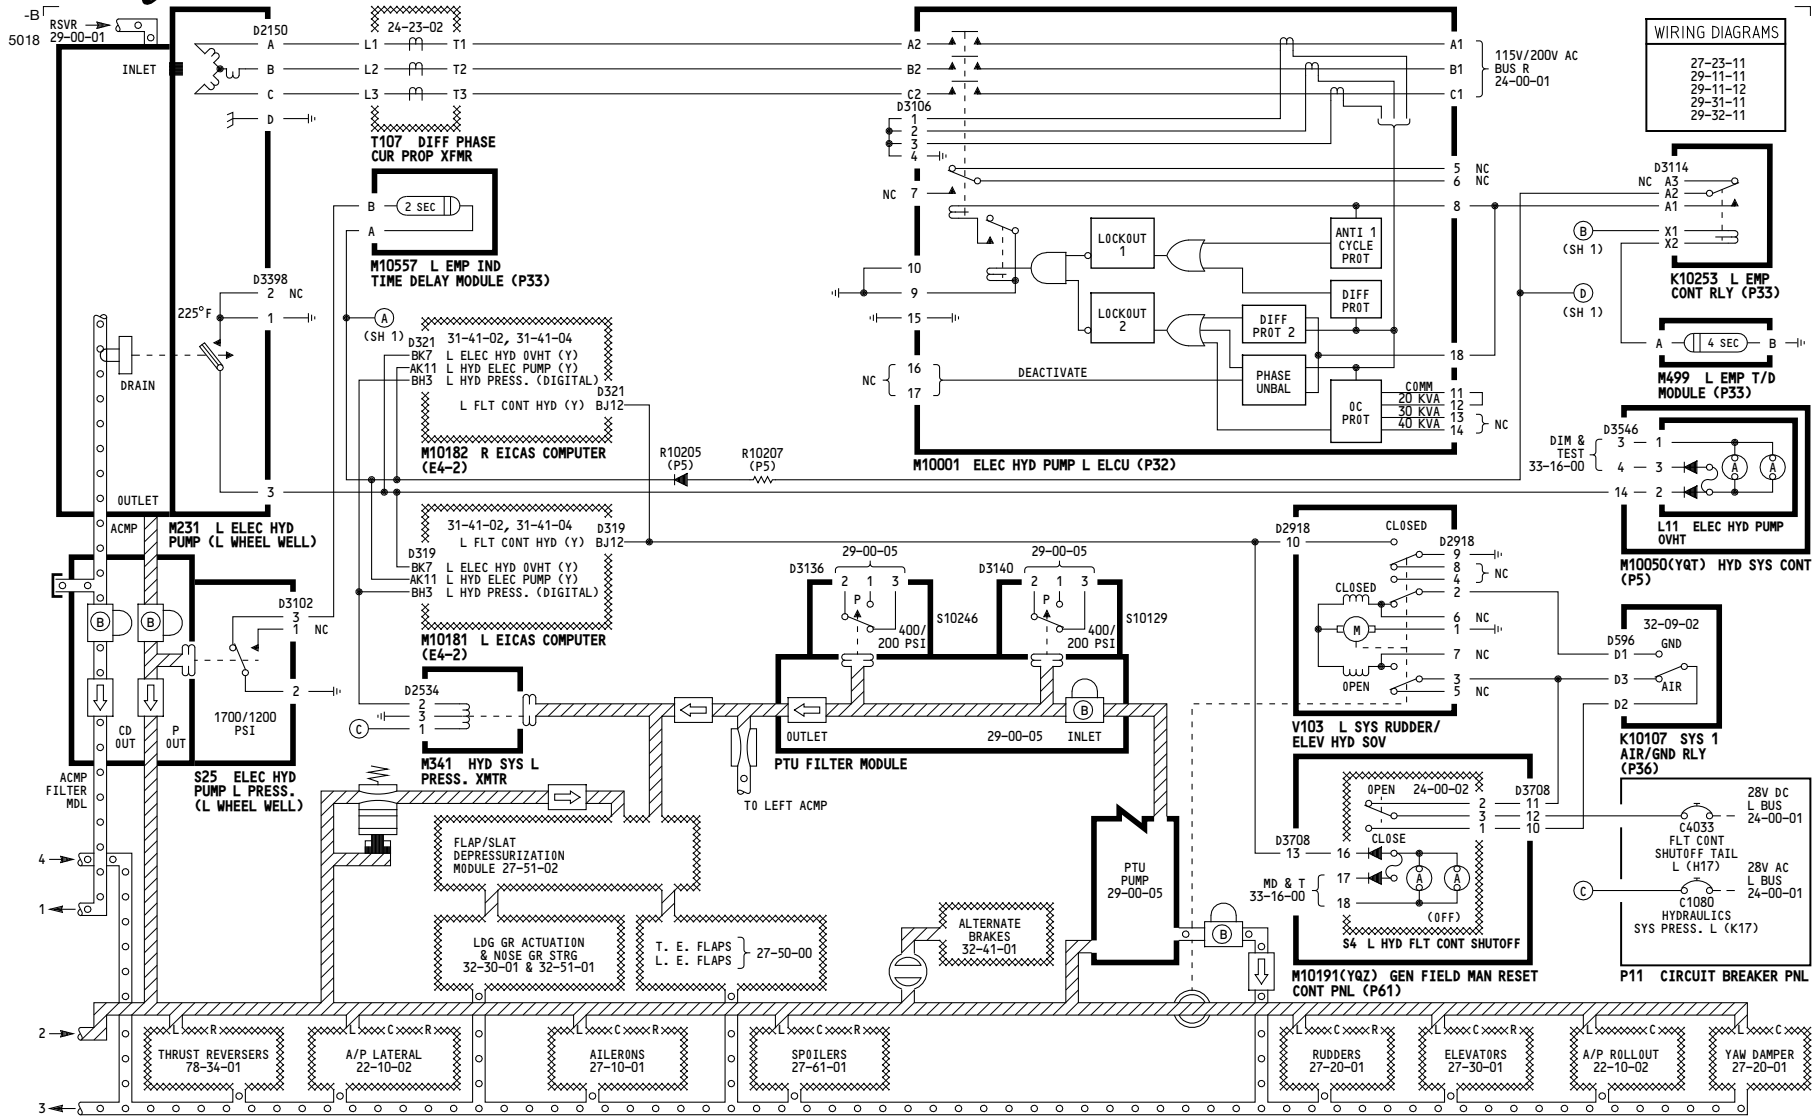 -B
5018
RSVR
29-00-01
INLET
D2150
A
B
C
D
24-23-02
L1 T1
L2 T2
L3 T3
T107 DIFF PHASE
CUR PROP XFMR
B 2 SEC
A
M10557 L EMP IND
TIME DELAY MODULE (P33)
D3398
2 NC
1
225°F
DRAIN
3
OUTLET
ACMP
M231 L ELEC HYD
PUMP (L WHEEL WELL)
A
(SH 1)
D321
31-41-02, 31-41-04
BK7 L ELEC HYD OVHT (Y)
AK11 L HYD ELEC PUMP (Y)
BH3 L HYD PRESS. (DIGITAL)
D321
L FLT CONT HYD (Y) BJ12
M10182 R EICAS COMPUTER
(E4-2)
R10205
(P5)
R10207
(P5)
31-41-02, 31-41-04
D319
L FLT CONT HYD (Y) BJ12
D319
BK7 L ELEC HYD OVHT (Y)
AK11 L HYD ELEC PUMP (Y)
BH3 L HYD PRESS. (DIGITAL)
M10181 L EICAS COMPUTER
(E4-2)
A2
B2
C2
D3106
1
2
3
4
NC 7
10
9
15
NC
16
17
DEACTIVATE
LOCKOUT
1
LOCKOUT
2
ANTI 1
CYCLE
PROT
DIFF
PROT
DIFF
PROT 2
PHASE
UNBAL
OC
PROT
COMM 11
20 KVA 12
30 KVA 13
40 KVA 14
NC
A1
B1
C1
115V/200V AC
BUS R
24-00-01
5 NC
6 NC
8
18
M10001 ELEC HYD PUMP L ELCU (P32)
WIRING DIAGRAMS
27-23-11
29-11-11
29-11-12
29-31-11
29-32-11
D3114
NC A3
A2
A1
X1
X2
B
(SH 1)
K10253 L EMP
CONT RLY (P33)
D
(SH 1)
A 4 SEC B
M499 L EMP T/D
MODULE (P33)
DIM &
TEST
33-16-00
D3546
3 1
4 3
14 2
A A
L11 ELEC HYD PUMP
OVHT
M10050(YQT) HYD SYS CONT
(P5)
B B
CD
OUT
P
OUT
ACMP
FILTER
MDL
D3102
3
1 NC
2
1700/1200
PSI
S25 ELEC HYD
PUMP L PRESS.
(L WHEEL WELL)
D2534
2
3
1
C
M341 HYD SYS L
PRESS. XMTR
29-00-05
D3136
2 1 3
P
S10246
400/
200 PSI
29-00-05
D3140
2 1 3
P
S10129
400/
200 PSI
OUTLET
29-00-05
INLET
B
PTU FILTER MODULE
TO LEFT ACMP
D2918
10
CLOSED
D2918
9
8
4
NC
2
6 NC
1
7 NC
3
5 NC
CLOSED
M
OPEN
V103 L SYS RUDDER/
ELEV HYD SOV
32-09-02
D596
D1 GND
D3
AIR
D2
K10107 SYS 1
AIR/GND RLY
(P36)
OPEN
24-00-02
D3708
2 11
3 12
1 10
CLOSE
D3708
13 16
MD & T
33-16-00
17
18
A A
(OFF)
S4 L HYD FLT CONT SHUTOFF
M10191(YQZ) GEN FIELD MAN RESET
CONT PNL (P61)
C4033
FLT CONT
SHUTOFF TAIL
L (H17)
28V DC
L BUS
24-00-01
C
C1080
HYDRAULICS
SYS PRESS. L (K17)
28V AC
L BUS
24-00-01
P11 CIRCUIT BREAKER PNL
FLAP/SLAT
DEPRESSURIZATION
MODULE 27-51-02
LDG GR ACTUATION
& NOSE GR STRG
32-30-01 & 32-51-01
T. E. FLAPS
L. E. FLAPS
27-50-00
ALTERNATE
BRAKES
32-41-01
PTU
PUMP
29-00-05
B
4
1
2
3
L C R
THRUST REVERSERS
78-34-01
L C R
A/P LATERAL
22-10-02
L C R
AILERONS
27-10-01
L C R
SPOILERS
27-61-01
L C R
RUDDERS
27-20-01
L C R
ELEVATORS
27-30-01
L C
A/P ROLLOUT
22-10-02
L C
YAW DAMPER
27-20-01